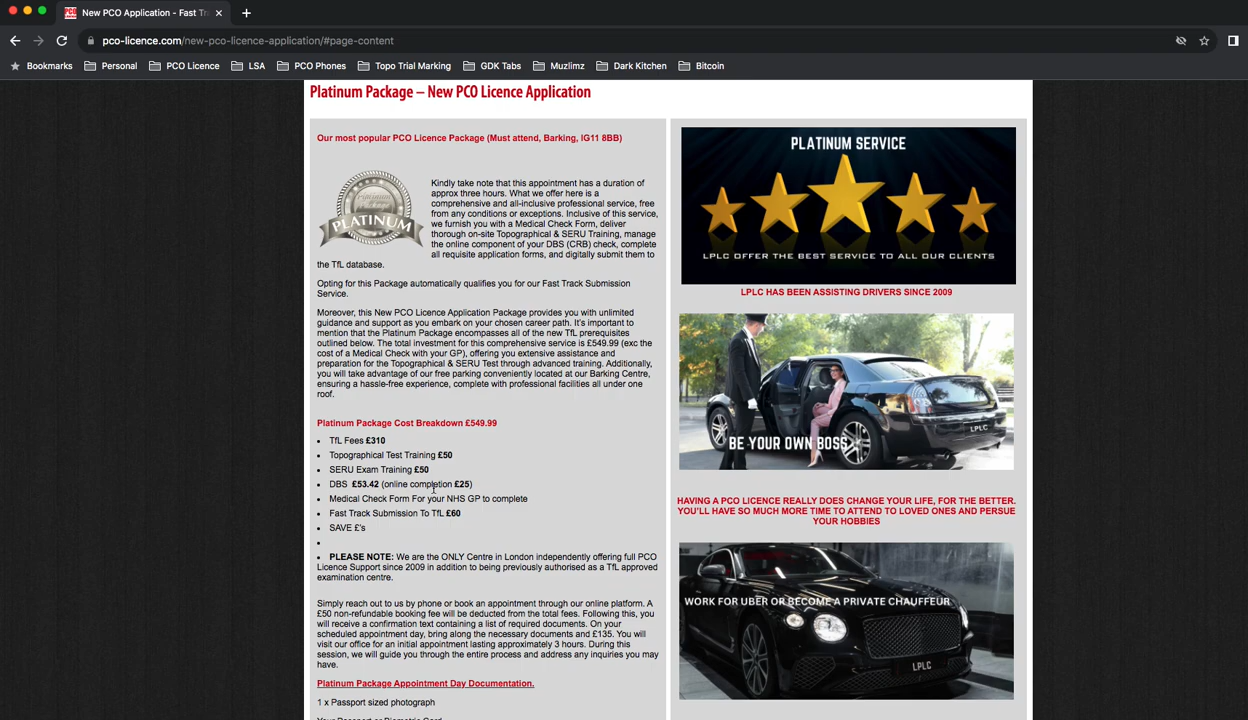 New PCO Application - Fast Tr
pco-licence.com/new-pco-licence-application/#page-content
Bookmarks Personal PCO Licence LSA PCO Phones Topo Trial Marking GDK Tabs Muzlimz Dark Kitchen Bitcoin
Platinum Package – New PCO Licence Application
Our most popular PCO Licence Package (Must attend, Barking, IG11 8BB)
PLATINUM
Kindly take note that this appointment has a duration of
approx three hours. What we offer here is a
comprehensive and all-inclusive professional service, free
from any conditions or exceptions. Inclusive of this service,
we furnish you with a Medical Check Form, deliver
thorough on-site Topographical & SERU Training, manage
the online component of your DBS (CRB) check, complete
all requisite application forms, and digitally submit them to
the TfL database.
Opting for this Package automatically qualifies you for our Fast Track Submission
Service.
Moreover, this New PCO Licence Application Package provides you with unlimited
guidance and support as you embark on your chosen career path. It's important to
mention that the Platinum Package encompasses all of the new TfL prerequisites
outlined below. The total investment for this comprehensive service is £549.99 (exc the
cost of a Medical Check with your GP), offering you extensive assistance and
preparation for the Topographical & SERU Test through advanced training. Additionally,
you will take advantage of our free parking conveniently located at our Barking Centre,
ensuring a hassle-free experience, complete with professional facilities all under one
roof.
Platinum Package Cost Breakdown £549.99
• TfL Fees £310
• Topographical Test Training £50
• SERU Exam Training £50
• DBS £53.42 (online completion £25)
• Medical Check Form For your NHS GP to complete
• Fast Track Submission To TfL £60
• SAVE £'s
•
• PLEASE NOTE: We are the ONLY Centre in London independently offering full PCO
Licence Support since 2009 in addition to being previously authorised as a TfL approved
examination centre.
Simply reach out to us by phone or book an appointment through our online platform. A
£50 non-refundable booking fee will be deducted from the total fees. Following this, you
will receive a confirmation text containing a list of required documents. On your
scheduled appointment day, bring along the necessary documents and £135. You will
visit our office for an initial appointment lasting approximately 3 hours. During this
session, we will guide you through the entire process and address any inquiries you may
have.
Platinum Package Appointment Day Documentation.
1 x Passport sized photograph
Your Passport or Biometric Card
PLATINUM SERVICE
LPLC OFFER THE BEST SERVICE TO ALL OUR CLIENTS
LPLC HAS BEEN ASSISTING DRIVERS SINCE 2009
LPLC
BE YOUR OWN BOSS
HAVING A PCO LICENCE REALLY DOES CHANGE YOUR LIFE, FOR THE BETTER.
YOU'LL HAVE SO MUCH MORE TIME TO ATTEND TO LOVED ONES AND PERSUE
YOUR HOBBIES
WORK FOR UBER OR BECOME A PRIVATE CHAUFFEUR
LPLC